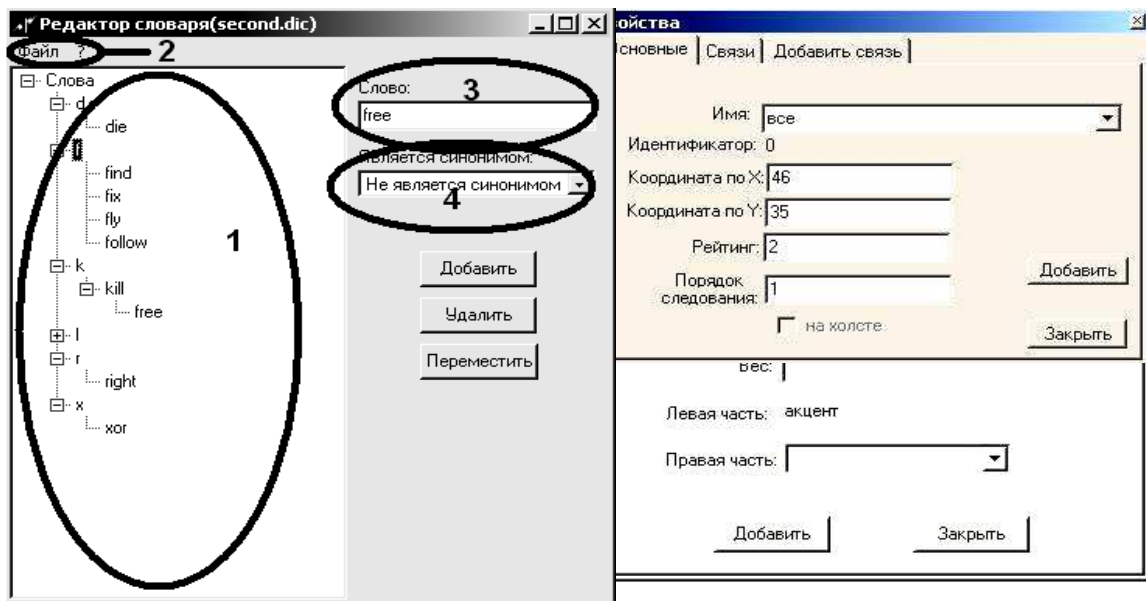 Редактор словаря(second.dic)
Файл ? 2
Слова
d
die
f
find
fix
fly
follow
k
kill
free
l
r
right
x
xor
1
Слово:
3
free
Является синонимом:
Не является синонимом
4
Добавить
Удалить
Переместить
ойства
Основные Связи Добавить связь
Имя: все
Идентификатор: 0
Координата по X: 46
Координата по Y: 35
Рейтинг: 2
Порядок
следования: 1
на холсте
Добавить
Закрыть
Вес:
Левая часть: акцент
Правая часть:
Добавить Закрыть